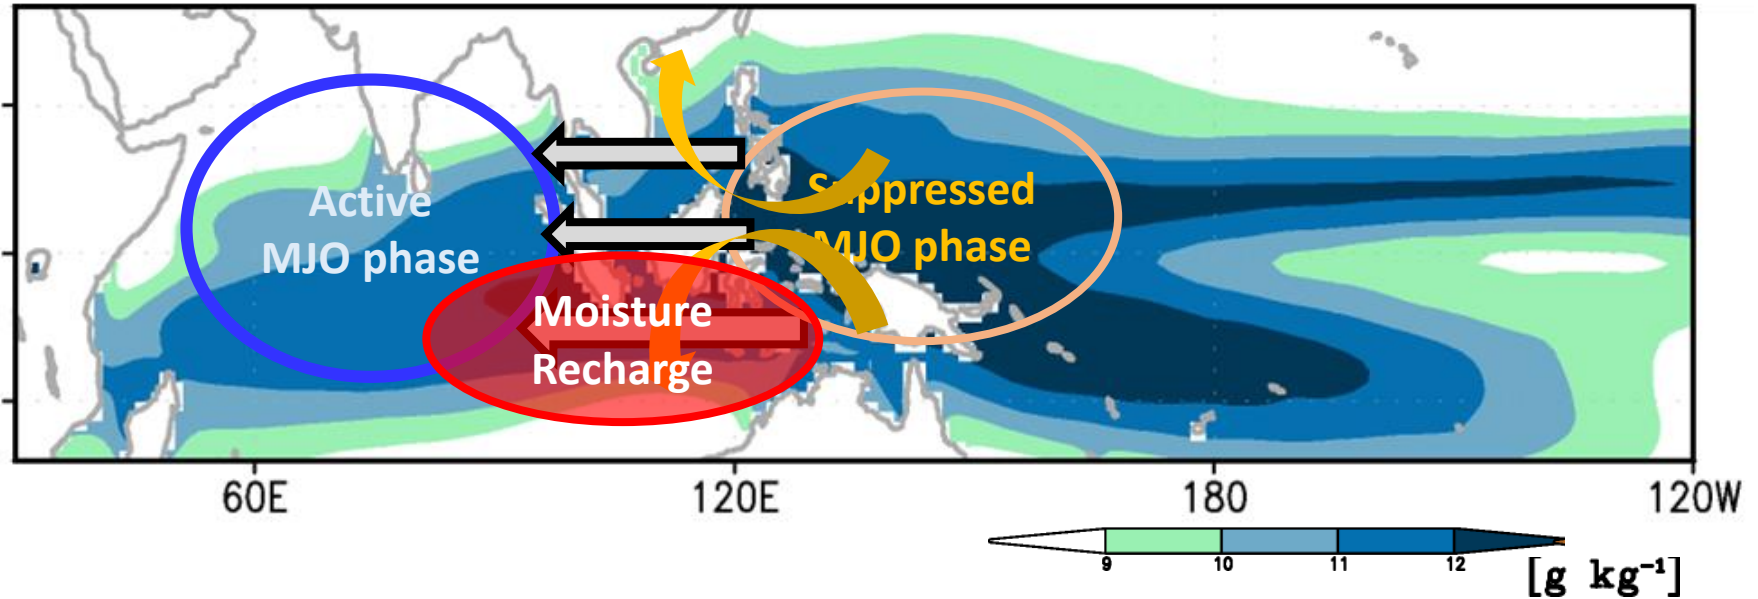 Active
MJO phase
Suppressed
MJO phase
Moisture
Recharge
60E
120E
180
120W
9
10
11
12
[g kg⁻¹]